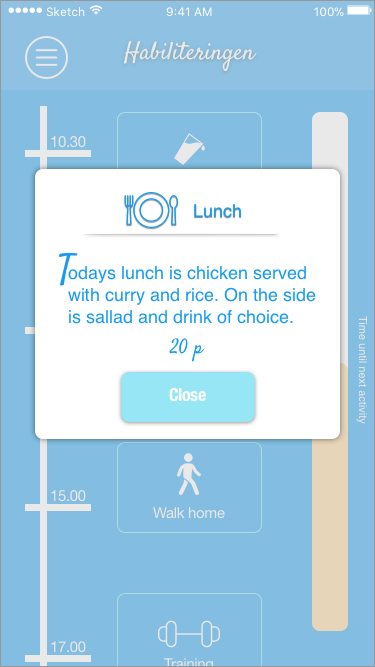 Sketch 9:41 AM 100%
Habiliteringen
10.30
Lunch
Todays lunch is chicken served
with curry and rice. On the side
is sallad and drink of choice.
20 p
Close
Time until next activity
15.00
Walk home
17.00
Training